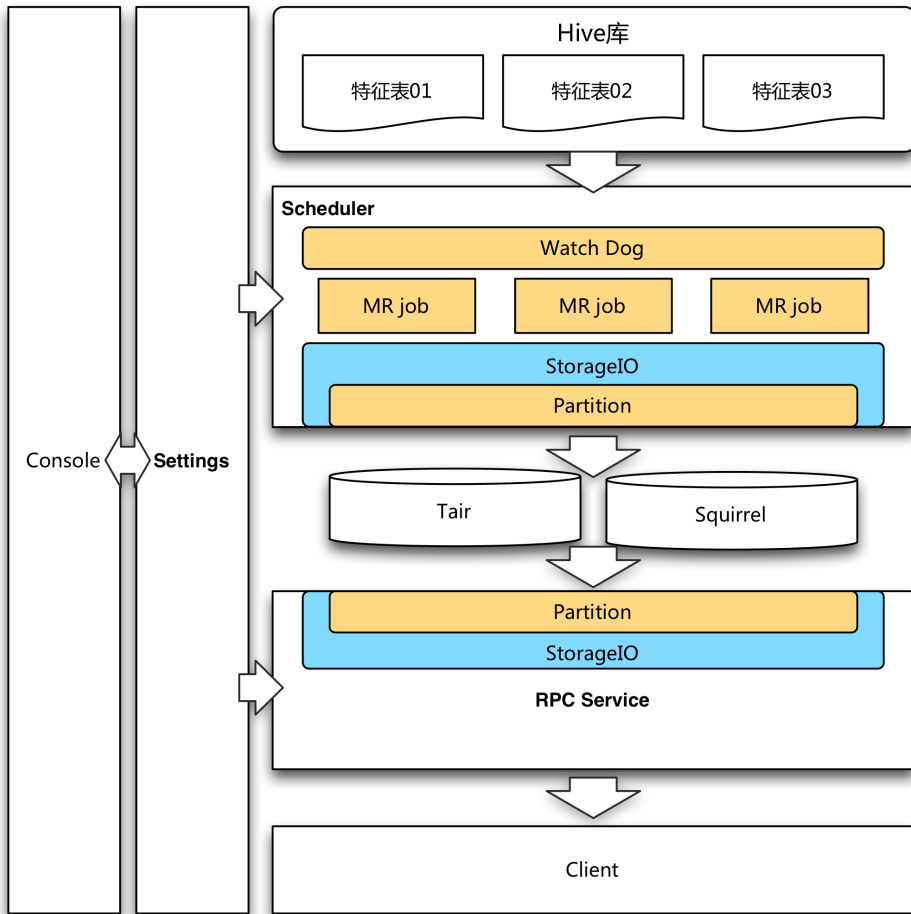 Hive库
特征表01
特征表02
特征表03
Scheduler
Watch Dog
MR job
MR job
MR job
StorageIO
Partition
Console
Settings
Tair
Squirrel
Partition
StorageIO
RPC Service
Client